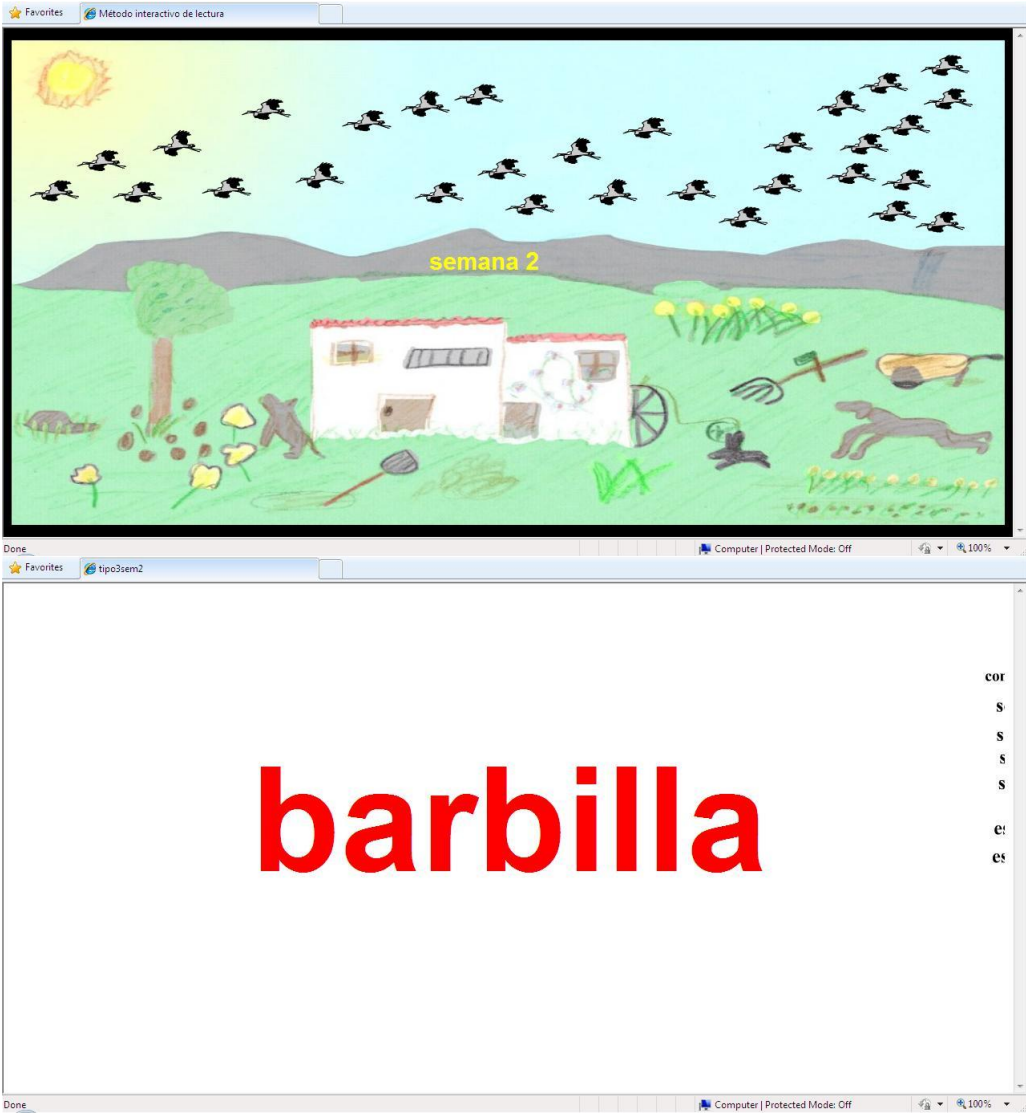 Favorites Método interactivo de lectura
semana 2
Done Computer | Protected Mode: Off 100%
Favorites tipo3sem2
barbilla
Done Computer | Protected Mode: Off 100%